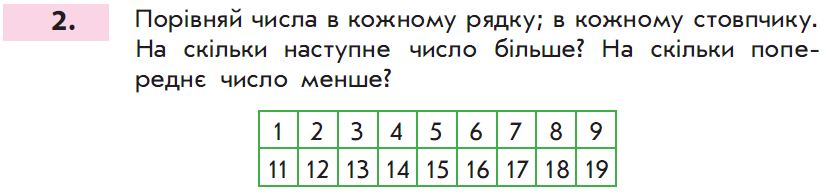 2. Порівняй числа в кожному рядку; в кожному стовпчику.
На скільки наступне число більше? На скільки попе-
реднє число менше?
1 2 3 4 5 6 7 8 9
11 12 13 14 15 16 17 18 19